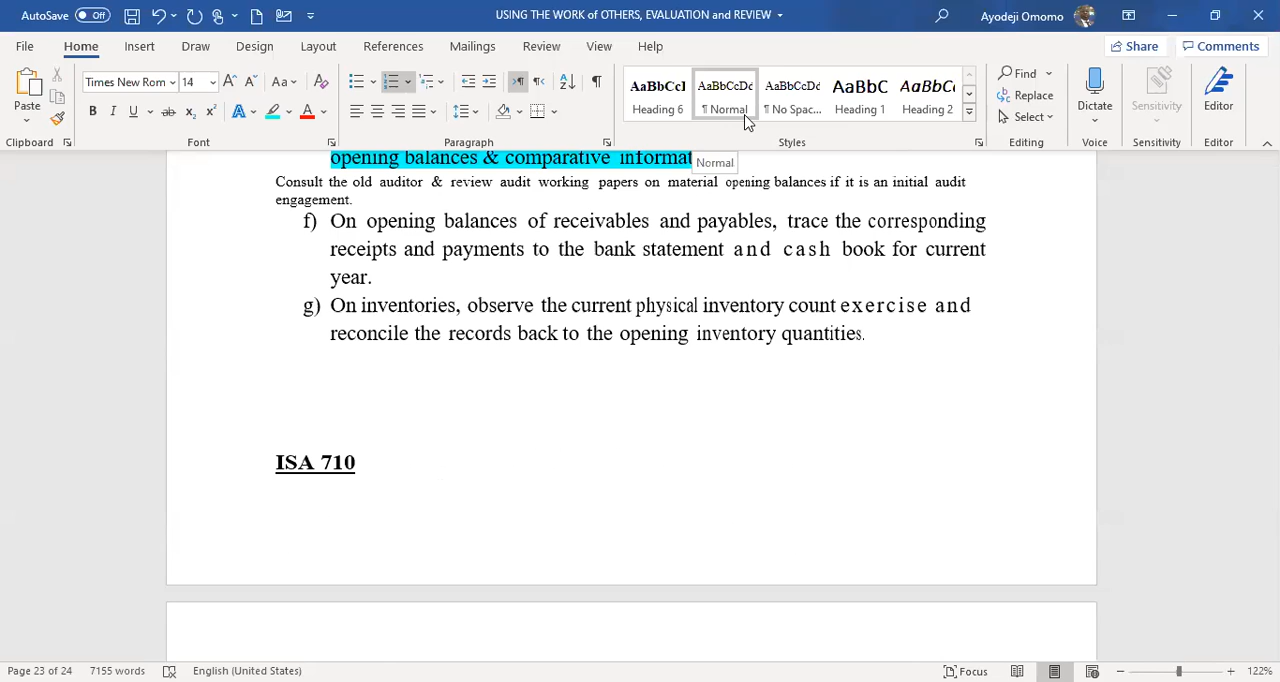 AutoSave Off USING THE WORK of OTHERS, EVALUATION and REVIEW Ayodeji Omomo
File Home Insert Draw Design Layout References Mailings Review View Help Share Comments
Paste Times New Rom 14 Aa AaBbCcI AaBbCcDd AaBbCcDd AaBbC AaBbC Find Replace Select Dictate Sensitivity Editor
Heading 6 ¶ Normal ¶ No Spac... Heading 1 Heading 2
Clipboard Font Paragraph Styles Editing Voice Sensitivity Editor
Normal
opening balances & comparative informat
Consult the old auditor & review audit working papers on material opening balances if it is an initial audit
engagement.
f) On opening balances of receivables and payables, trace the corresponding
receipts and payments to the bank statement and cash book for current
year.
g) On inventories, observe the current physical inventory count exercise and
reconcile the records back to the opening inventory quantities.
ISA 710
Page 23 of 24 7155 words English (United States) Focus 122%